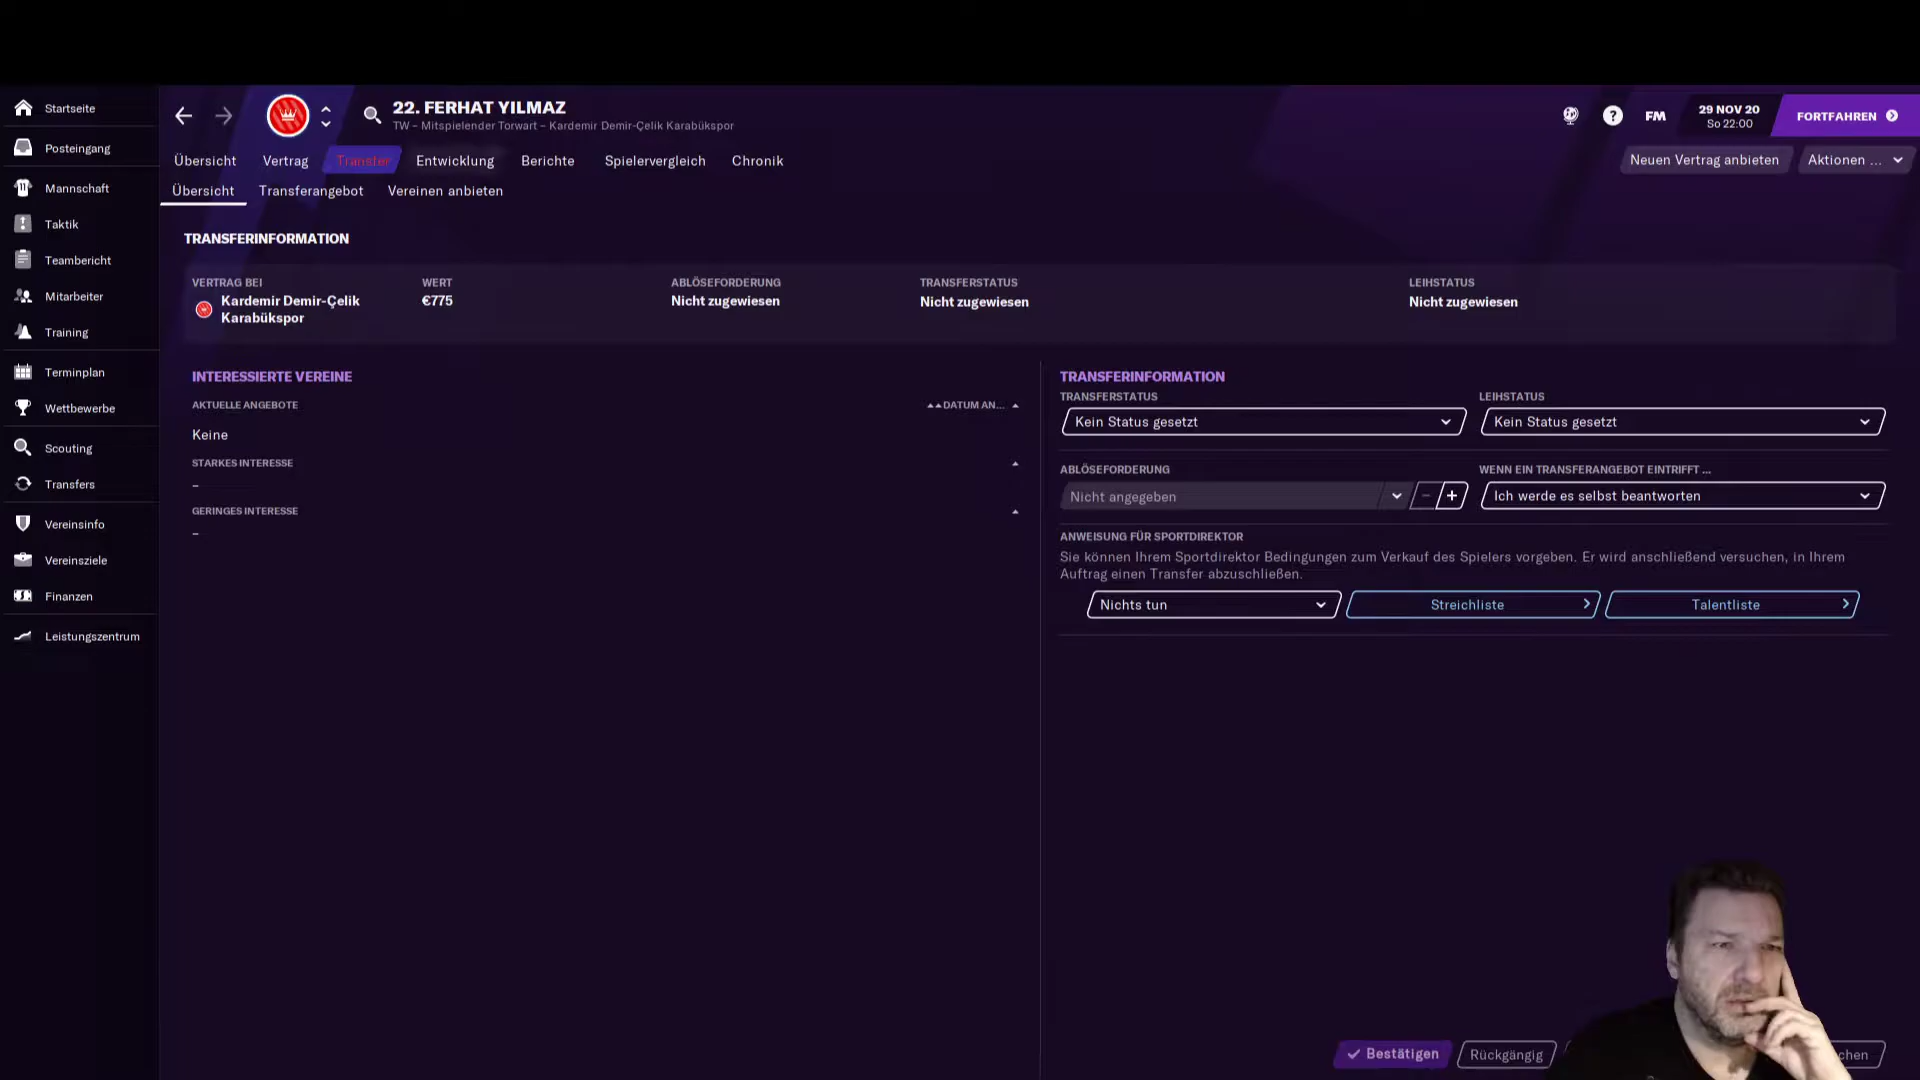 Startseite
Posteingang
Mannschaft
Taktik
Teambericht
Mitarbeiter
Training
Terminplan
Wettbewerbe
Scouting
Transfers
Vereinsinfo
Vereinsziele
Finanzen
Leistungszentrum
22. FERHAT YILMAZ
TW – Mitspielender Torwart – Kardemir Demir-Çelik Karabükspor
? FM 29 NOV 20 FORTFAHREN
So 22:00
Übersicht Vertrag Transfer Entwicklung Berichte Spielervergleich Chronik Neuen Vertrag anbieten Aktionen ...
Übersicht Transferangebot Vereinen anbieten
TRANSFERINFORMATION
VERTRAG BEI WERT ABLÖSEFORDERUNG TRANSFERSTATUS LEIHSTATUS
Kardemir Demir-Çelik €775 Nicht zugewiesen Nicht zugewiesen Nicht zugewiesen
Karabükspor
INTERESSIERTE VEREINE
AKTUELLE ANGEBOTE DATUM AN...
Keine
STARKES INTERESSE
–
GERINGES INTERESSE
–
TRANSFERINFORMATION
TRANSFERSTATUS LEIHSTATUS
Kein Status gesetzt Kein Status gesetzt
ABLÖSEFORDERUNG WENN EIN TRANSFERANGEBOT EINTRIFFT ...
Nicht angegeben – + Ich werde es selbst beantworten
ANWEISUNG FÜR SPORTDIREKTOR
Sie können Ihrem Sportdirektor Bedingungen zum Verkauf des Spielers vorgeben. Er wird anschließend versuchen, in Ihrem
Auftrag einen Transfer abzuschließen.
Nichts tun Streichliste Talentliste
Bestätigen Rückgängig chen